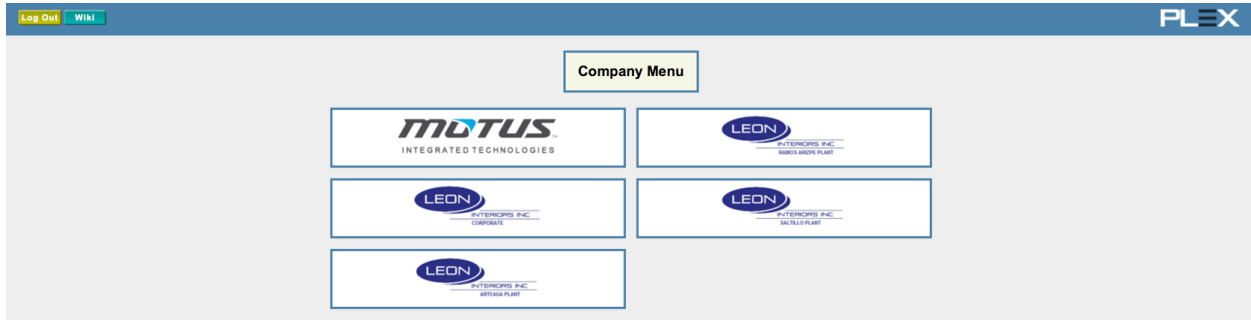 Log Out Wiki
PLEX
Company Menu
MOTUS™
INTEGRATED TECHNOLOGIES
LEON
INTERIORS INC
RAMOS ARIZPE PLANT
LEON
INTERIORS INC
CORPORATE
LEON
INTERIORS INC
SALTILLO PLANT
LEON
INTERIORS INC
ARTEAGA PLANT